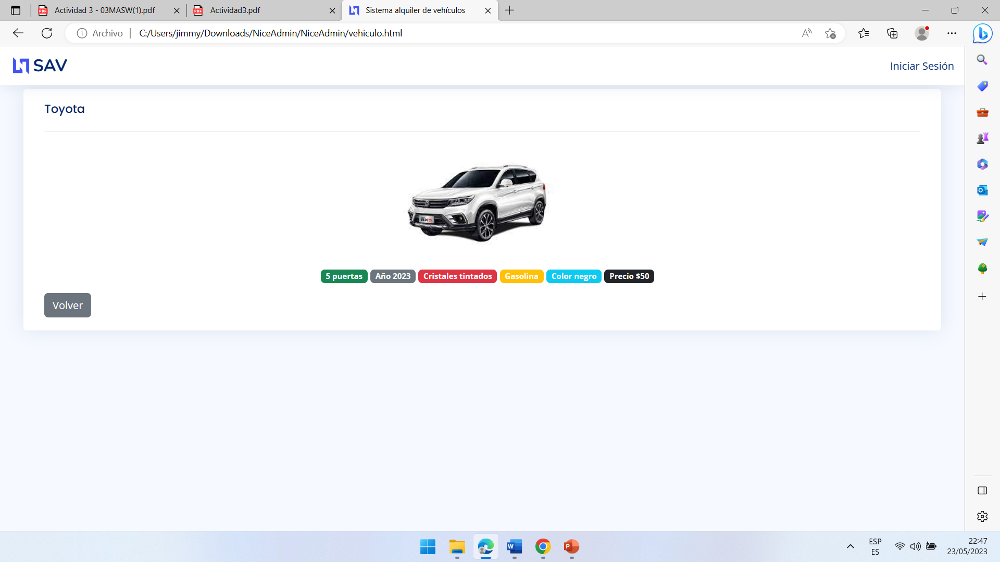 Actividad 3 - 03MASW(1).pdf
Actividad3.pdf
Sistema alquiler de vehículos
Archivo
C:/Users/jimmy/Downloads/NiceAdmin/NiceAdmin/vehiculo.html
SAV
Iniciar Sesión
Toyota
5 puertas
Año 2023
Cristales tintados
Gasolina
Color negro
Precio $50
Volver
ESP
ES
22:47
23/05/2023